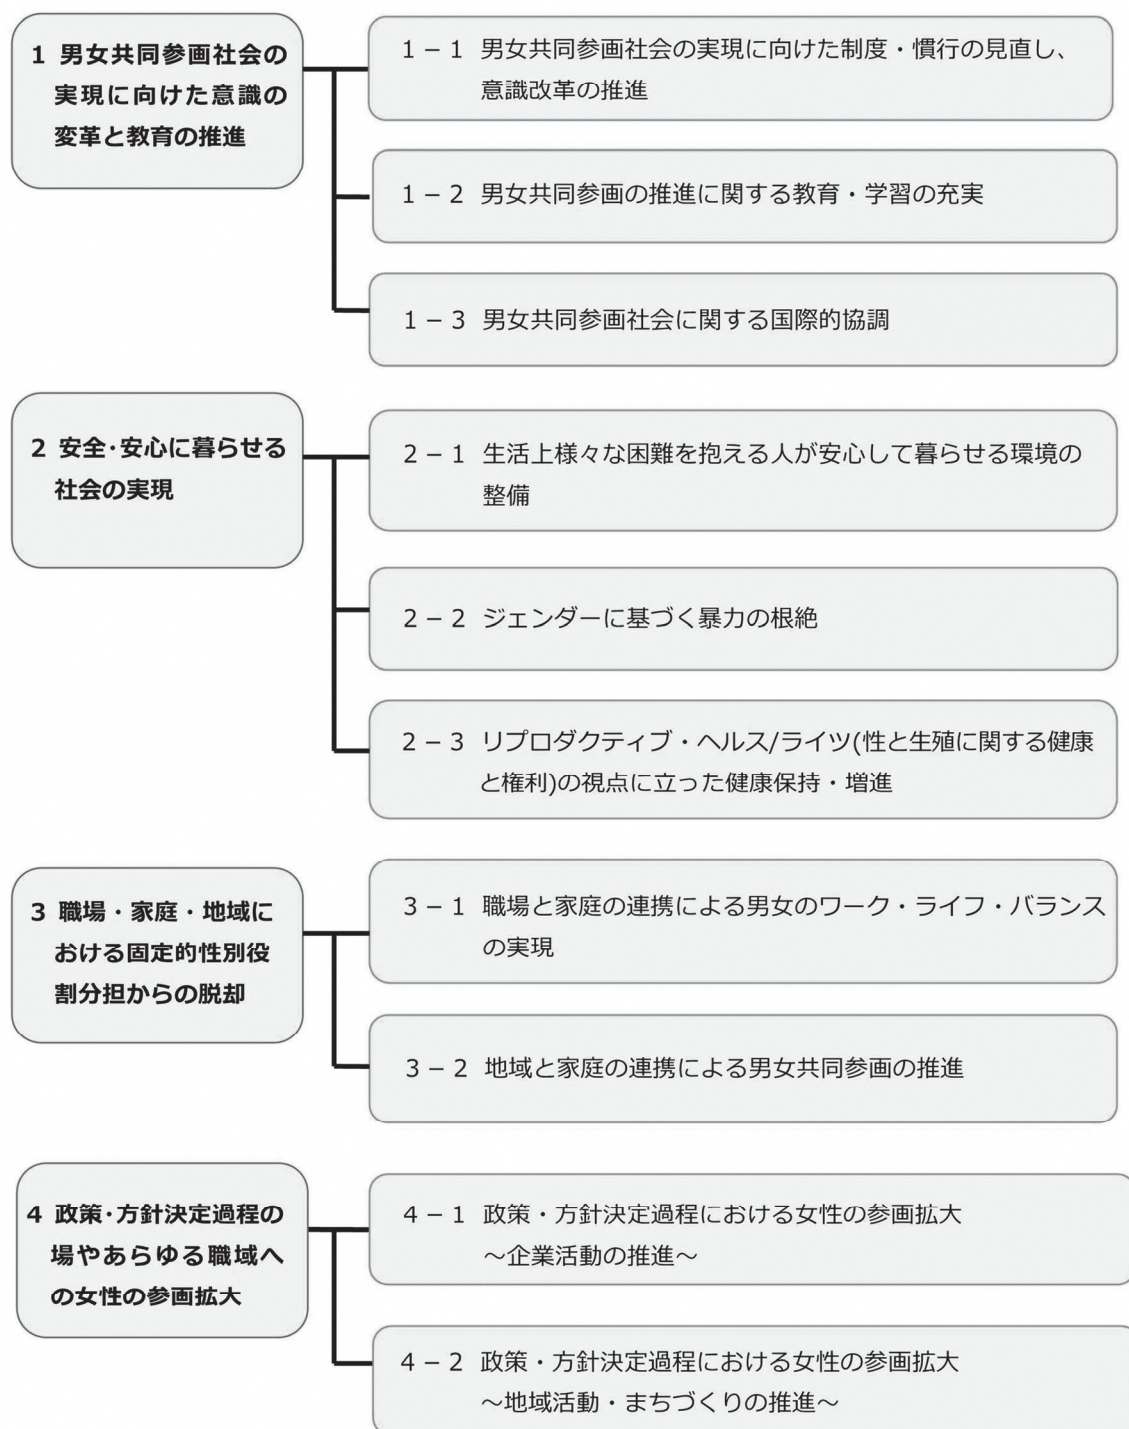 1 男女共同参画社会の
実現に向けた意識の
変革と教育の推進
1－1 男女共同参画社会の実現に向けた制度・慣行の見直し、
意識改革の推進
1－2 男女共同参画の推進に関する教育・学習の充実
1－3 男女共同参画社会に関する国際的協調
2 安全･安心に暮らせる
社会の実現
2－1 生活上様々な困難を抱える人が安心して暮らせる環境の
整備
2－2 ジェンダーに基づく暴力の根絶
2－3 リプロダクティブ・ヘルス/ライツ(性と生殖に関する健康
と権利)の視点に立った健康保持・増進
3 職場・家庭・地域に
おける固定的性別役
割分担からの脱却
3－1 職場と家庭の連携による男女のワーク・ライフ・バランス
の実現
3－2 地域と家庭の連携による男女共同参画の推進
4 政策･方針決定過程の
場やあらゆる職域へ
の女性の参画拡大
4－1 政策・方針決定過程における女性の参画拡大
～企業活動の推進～
4－2 政策・方針決定過程における女性の参画拡大
～地域活動・まちづくりの推進～